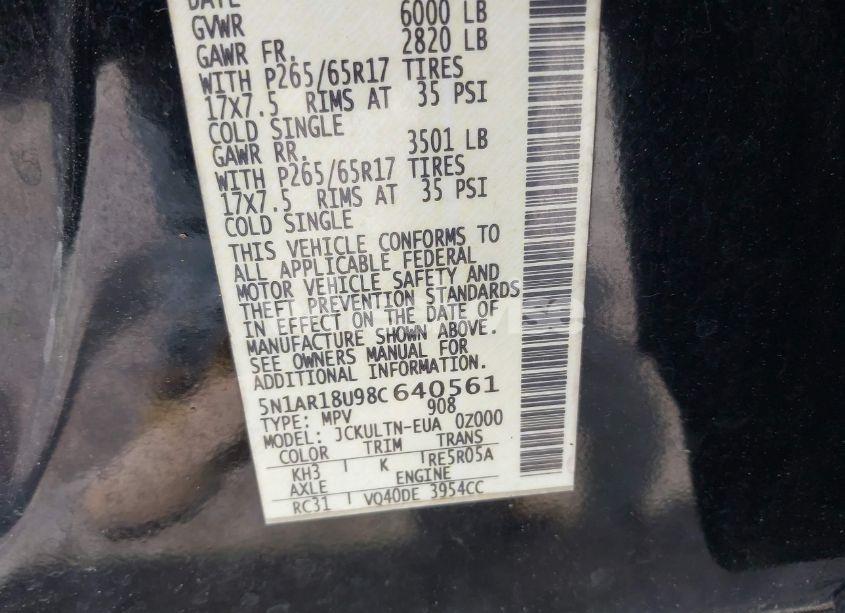 DATE
GVWR 6000 LB
GAWR FR. 2820 LB
WITH P265/65R17 TIRES
17X7.5 RIMS AT 35 PSI
COLD SINGLE
GAWR RR. 3501 LB
WITH P265/65R17 TIRES
17X7.5 RIMS AT 35 PSI
COLD SINGLE
THIS VEHICLE CONFORMS TO
ALL APPLICABLE FEDERAL
MOTOR VEHICLE SAFETY AND
THEFT PREVENTION STANDARDS
IN EFFECT ON THE DATE OF
MANUFACTURE SHOWN ABOVE.
SEE OWNERS MANUAL FOR
ADDITIONAL INFORMATION.
5N1AR18U98C 640561
TYPE: MPV 908
MODEL: JCKULTN-EUA 0Z000
COLOR TRIM TRANS
KH3 K RE5R05A
AXLE ENGINE
RC31 VQ40DE 3954CC